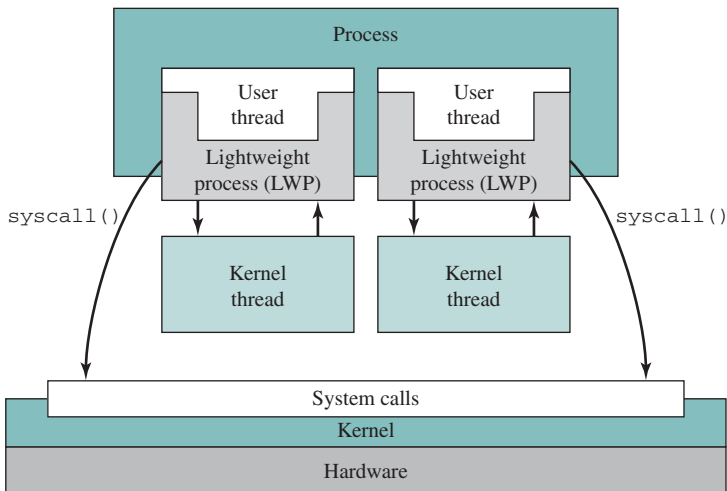 Process
User
thread
User
thread
Lightweight
process (LWP)
Lightweight
process (LWP)
syscall()
syscall()
Kernel
thread
Kernel
thread
System calls
Kernel
Hardware